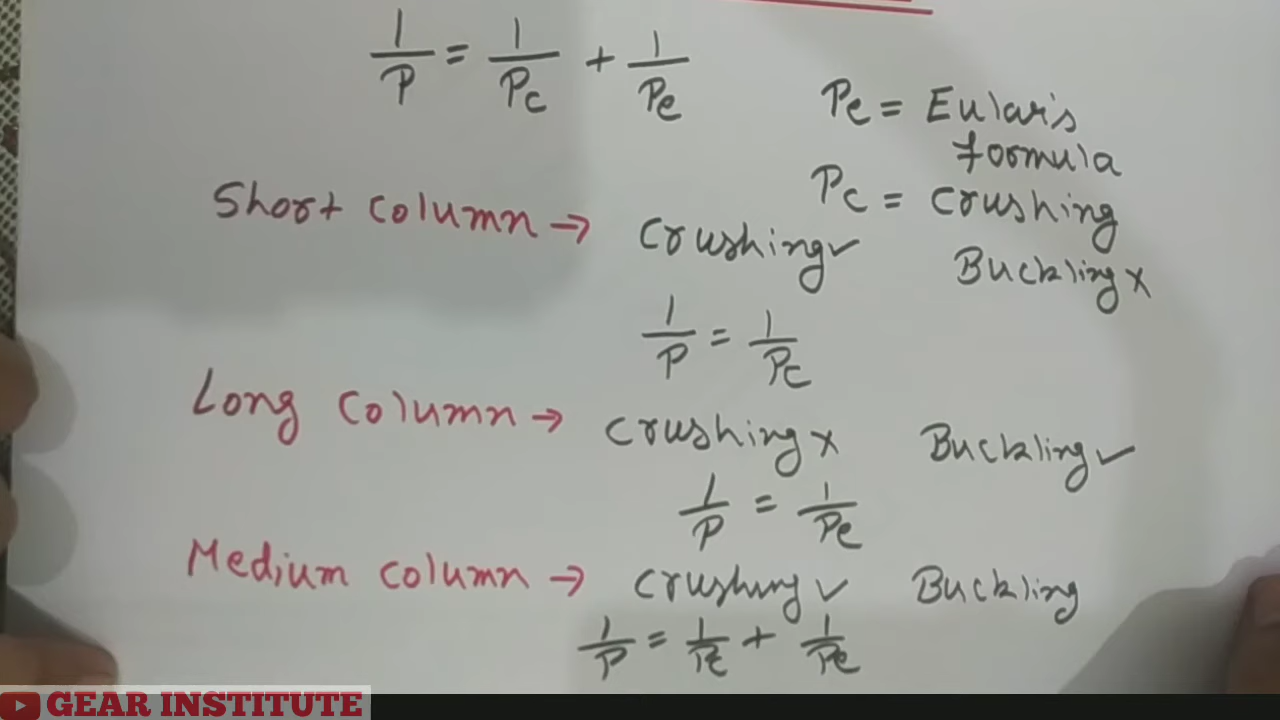 1/P = 1/Pc + 1/Pe
Pe = Eular's
formula
Pc = crushing
Short column → crushing✓ Buckling×
1/P = 1/Pc
Long column → crushing× Buckling✓
1/P = 1/Pe
Medium column → crushing✓ Buckling
1/P = 1/Pc + 1/Pe
GEAR INSTITUTE